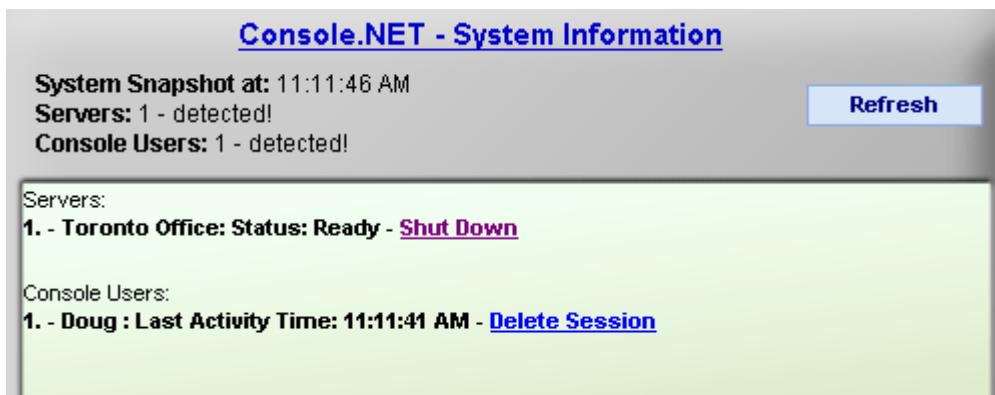 Console.NET - System Information
System Snapshot at: 11:11:46 AM
Servers: 1 - detected!
Console Users: 1 - detected!
Refresh
Servers:
1. - Toronto Office: Status: Ready - Shut Down
Console Users:
1. - Doug : Last Activity Time: 11:11:41 AM - Delete Session